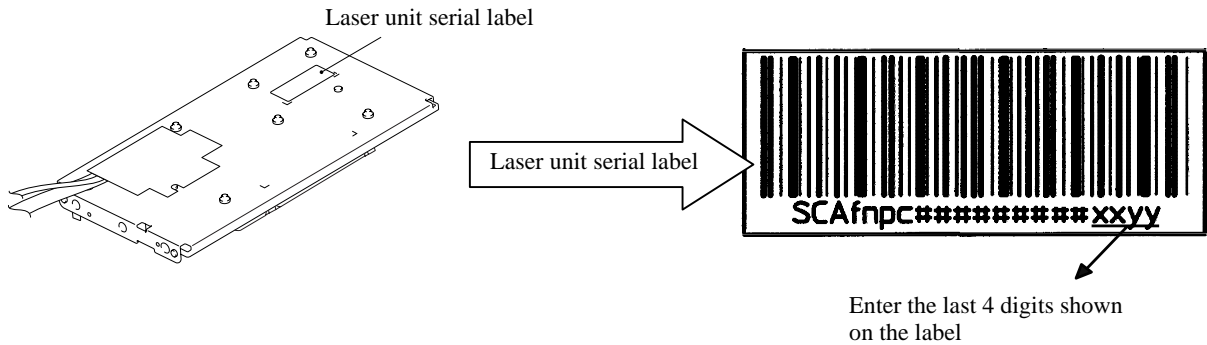 Laser unit serial label
Laser unit serial label
SCAfnpc##########xxyy
Enter the last 4 digits shown
on the label